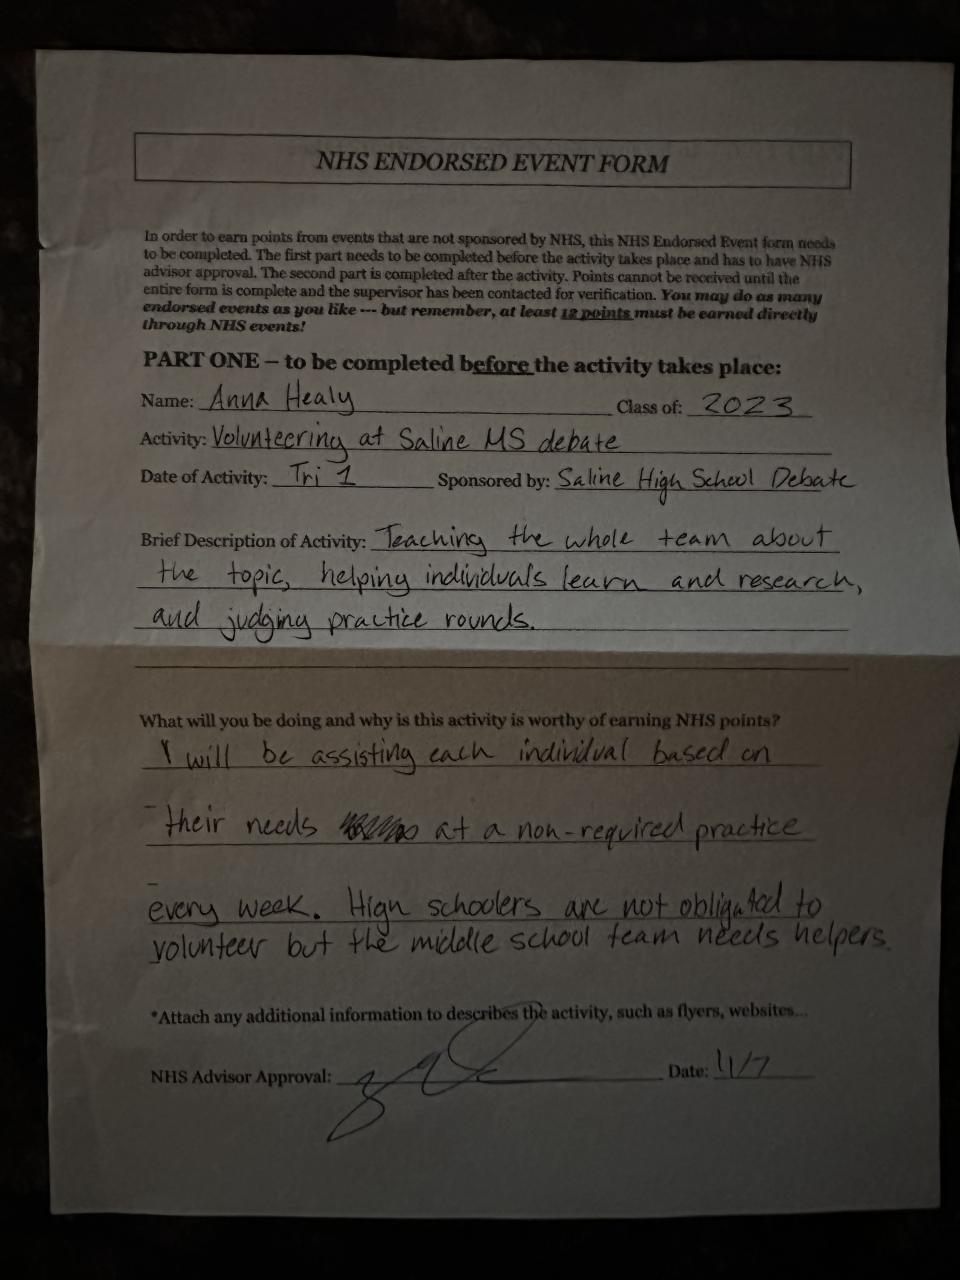 NHS ENDORSED EVENT FORM
In order to earn points from events that are not sponsored by NHS, this NHS Endorsed Event form needs
to be completed. The first part needs to be completed before the activity takes place and has to have NHS
advisor approval. The second part is completed after the activity. Points cannot be received until the
entire form is complete and the supervisor has been contacted for verification. You may do as many
endorsed events as you like --- but remember, at least 12 points must be earned directly
through NHS events!
PART ONE – to be completed before the activity takes place:
Name: Anna Healy Class of: 2023
Activity: Volunteering at Saline MS debate
Date of Activity: Tri 1 Sponsored by: Saline High School Debate
Brief Description of Activity: Teaching the whole team about
the topic, helping individuals learn and research,
and judging practice rounds.
What will you be doing and why is this activity is worthy of earning NHS points?
I will be assisting each individual based on
their needs at a non-required practice
every week. High schoolers are not obligated to
volunteer but the middle school team needs helpers.
*Attach any additional information to describes the activity, such as flyers, websites...
NHS Advisor Approval: Date: 11/7